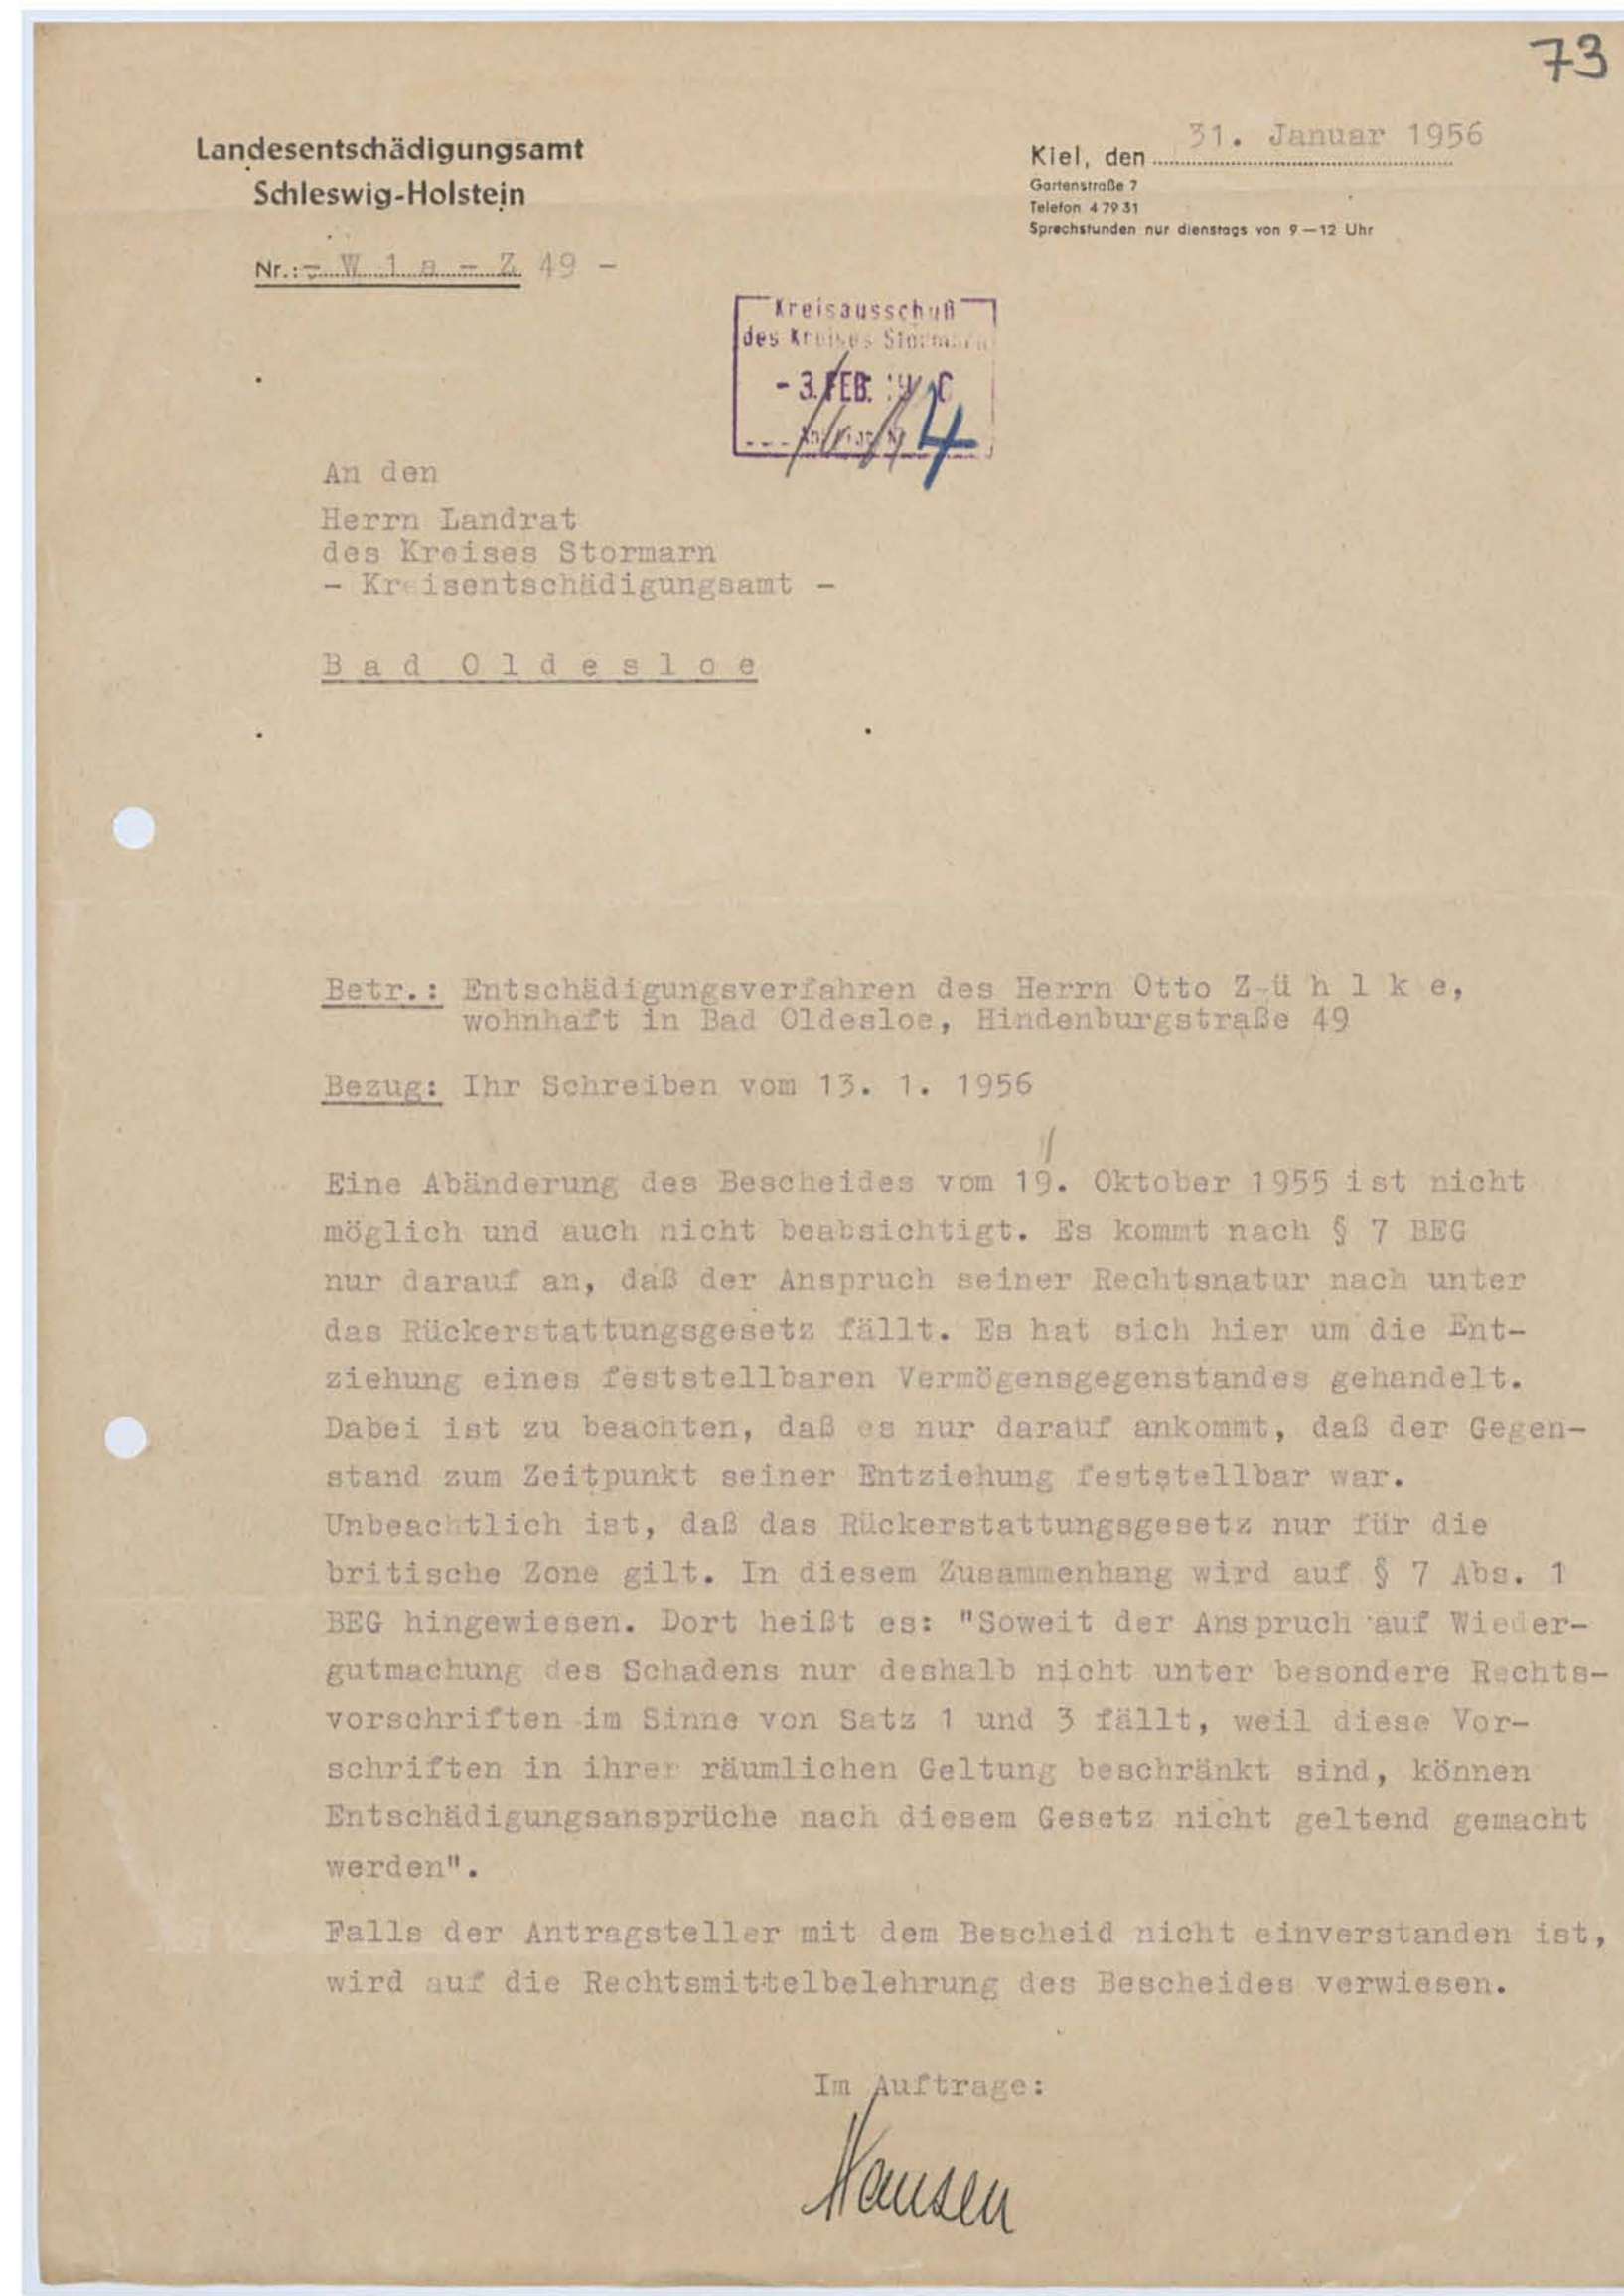 73
Landesentschädigungsamt
Schleswig-Holstein
Nr.: - W 1 a - Z 49 -
Kiel, den 31. Januar 1956
Gartenstraße 7
Telefon 4 79 31
Sprechstunden nur dienstags von 9—12 Uhr
Kreisausschuß
des Kreises Stormarn
- 3. FEB.
4
An den
Herrn Landrat
des Kreises Stormarn
- Kreisentschädigungsamt -
B a d  O l d e s l o e
Betr.: Entschädigungsverfahren des Herrn Otto Z ü h l k e,
wohnhaft in Bad Oldesloe, Hindenburgstraße 49
Bezug: Ihr Schreiben vom 13. 1. 1956
Eine Abänderung des Bescheides vom 19. Oktober 1955 ist nicht
möglich und auch nicht beabsichtigt. Es kommt nach § 7 BEG
nur darauf an, daß der Anspruch seiner Rechtsnatur nach unter
das Rückerstattungsgesetz fällt. Es hat sich hier um die Ent-
ziehung eines feststellbaren Vermögensgegenstandes gehandelt.
Dabei ist zu beachten, daß es nur darauf ankommt, daß der Gegen-
stand zum Zeitpunkt seiner Entziehung feststellbar war.
Unbeachtlich ist, daß das Rückerstattungsgesetz nur für die
britische Zone gilt. In diesem Zusammenhang wird auf § 7 Abs. 1
BEG hingewiesen. Dort heißt es: "Soweit der Anspruch auf Wieder-
gutmachung des Schadens nur deshalb nicht unter besondere Rechts-
vorschriften im Sinne von Satz 1 und 3 fällt, weil diese Vor-
schriften in ihrer räumlichen Geltung beschränkt sind, können
Entschädigungsansprüche nach diesem Gesetz nicht geltend gemacht
werden".
Falls der Antragsteller mit dem Bescheid nicht einverstanden ist,
wird auf die Rechtsmittelbelehrung des Bescheides verwiesen.
Im Auftrage:
Hansen